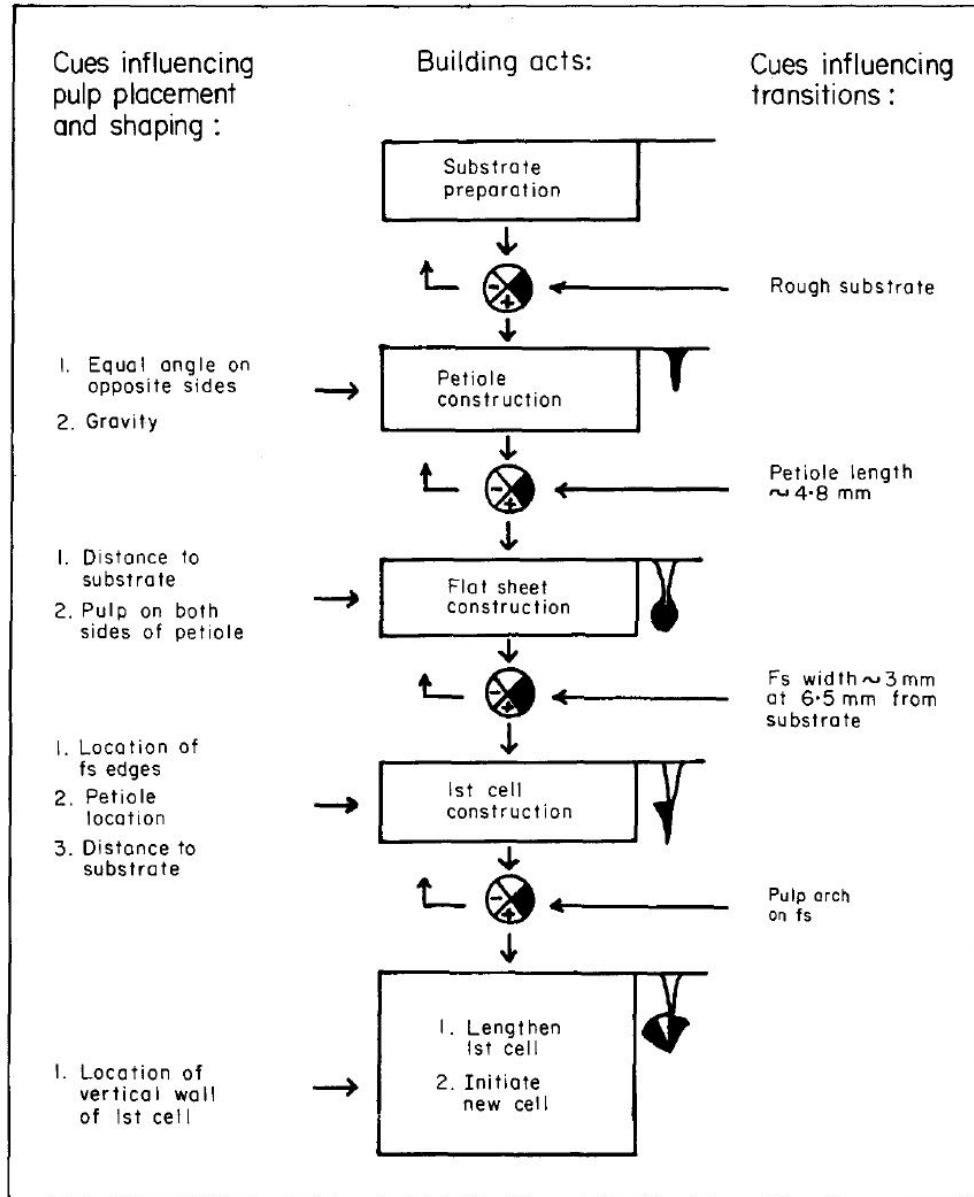 Cues influencing
pulp placement
and shaping :
Building acts:
Cues influencing
transitions :
Substrate
preparation
- +
Rough substrate
1. Equal angle on
opposite sides
2. Gravity
Petiole
construction
- +
Petiole length
~ 4·8 mm
1. Distance to
substrate
2. Pulp on both
sides of petiole
Flat sheet
construction
- +
Fs width ~ 3 mm
at 6·5 mm from
substrate
1. Location of
fs edges
2. Petiole
location
3. Distance to
substrate
1st cell
construction
- +
Pulp arch
on fs
1. Location of
vertical wall
of 1st cell
1. Lengthen
1st cell
2. Initiate
new cell